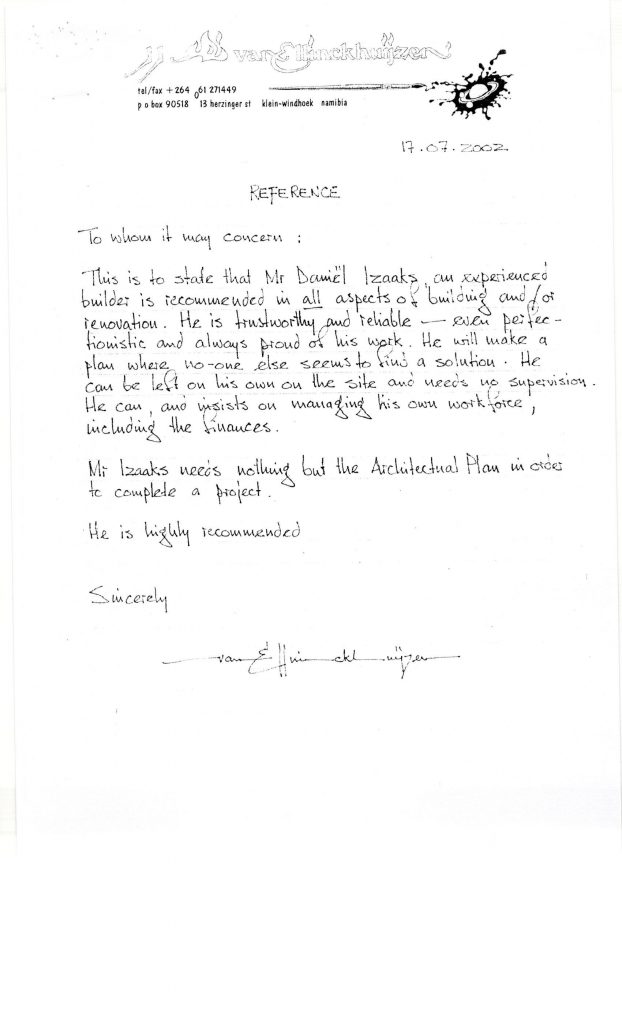 van Ellinckhuijzen
tel/fax + 264 61 271449
p o box 90518 13 herzinger st klein-windhoek namibia
17.07.2002
REFERENCE
To whom it may concern :
This is to state that Mr Daniël Izaaks, an experienced
builder is recommended in all aspects of building and/or
renovation. He is trustworthy and reliable — even perfec-
tionistic and always proud of his work. He will make a
plan where no-one else seems to find a solution. He
can be left on his own on the site and needs no supervision.
He can, and insists on managing his own workforce,
including the finances.
Mr Izaaks needs nothing but the Architectual Plan in order
to complete a project.
He is highly recommended
Sincerely
van Ellinckhuijzen